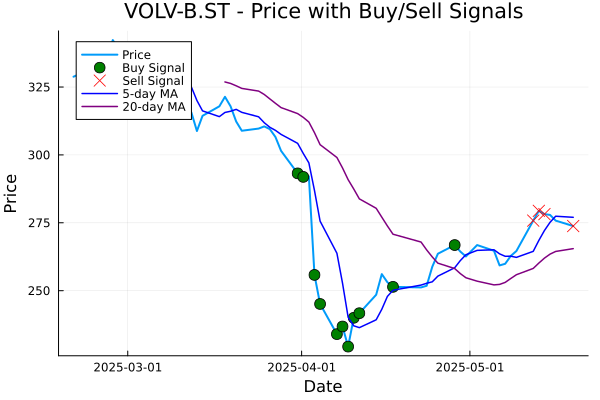 VOLV-B.ST - Price with Buy/Sell Signals
Price
Buy Signal
Sell Signal
5-day MA
20-day MA
Price
325
300
275
250
2025-03-01
2025-04-01
2025-05-01
Date